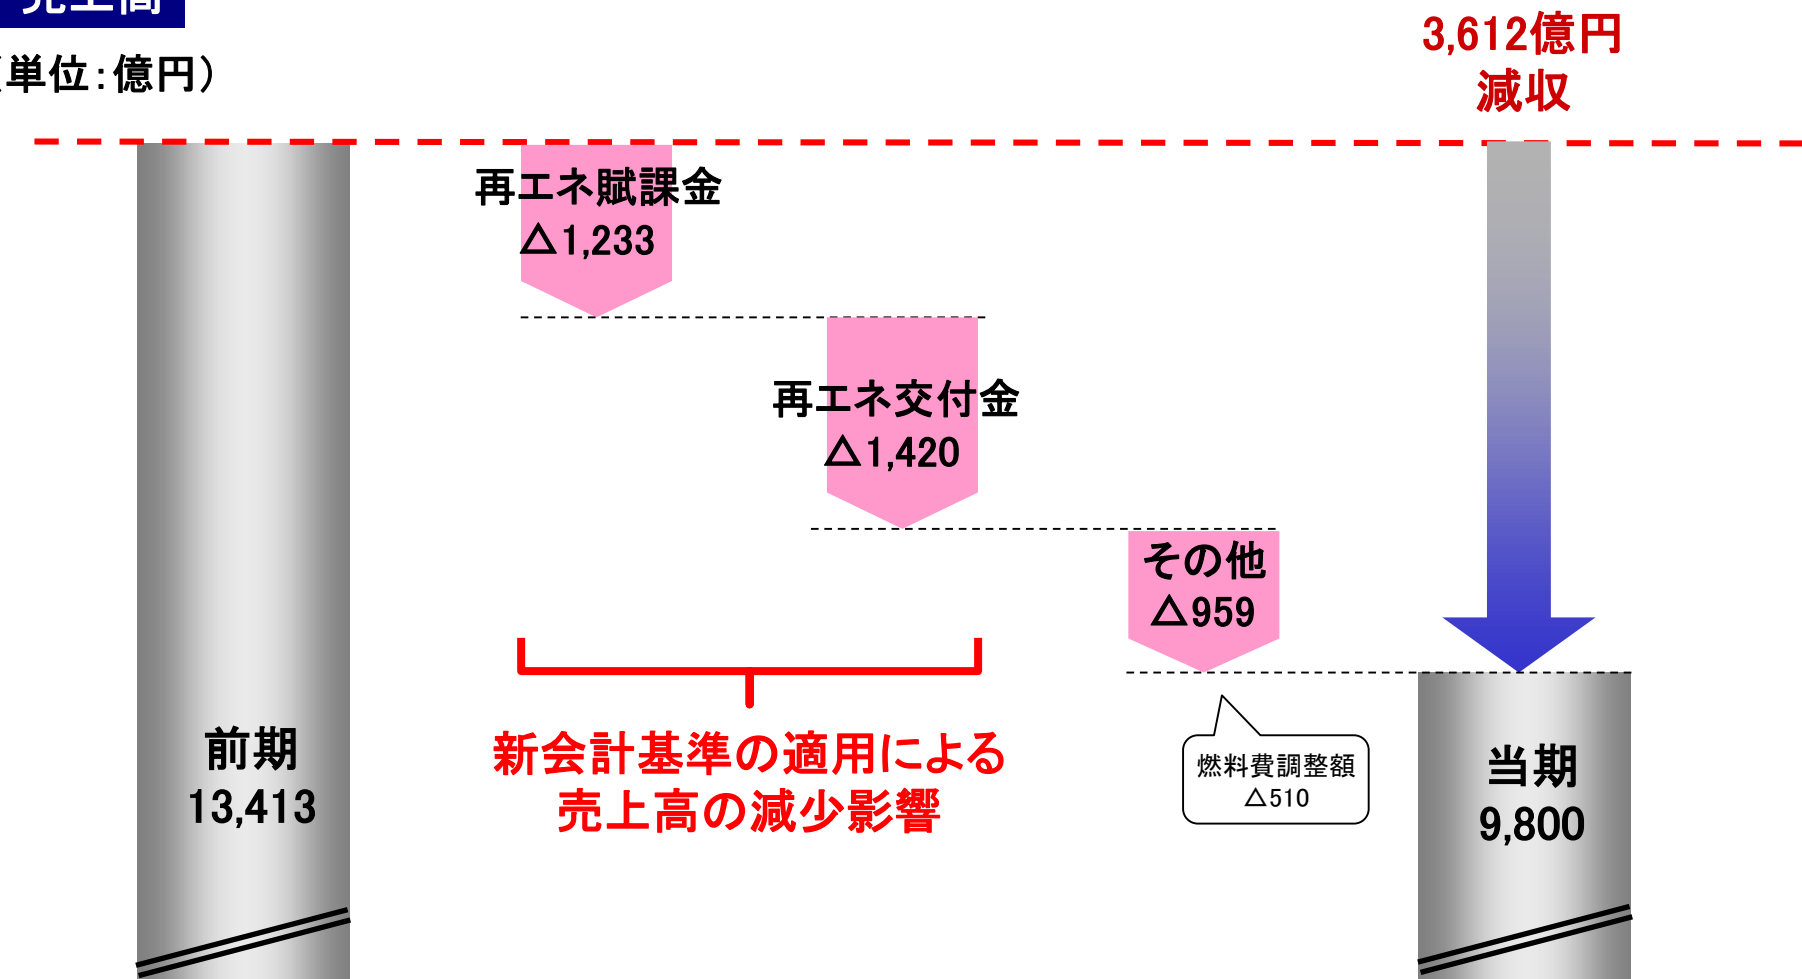 売上高
（単位：億円）
3,612億円
減収
再エネ賦課金
△1,233
再エネ交付金
△1,420
その他
△959
前期
13,413
新会計基準の適用による
売上高の減少影響
燃料費調整額
△510
当期
9,800